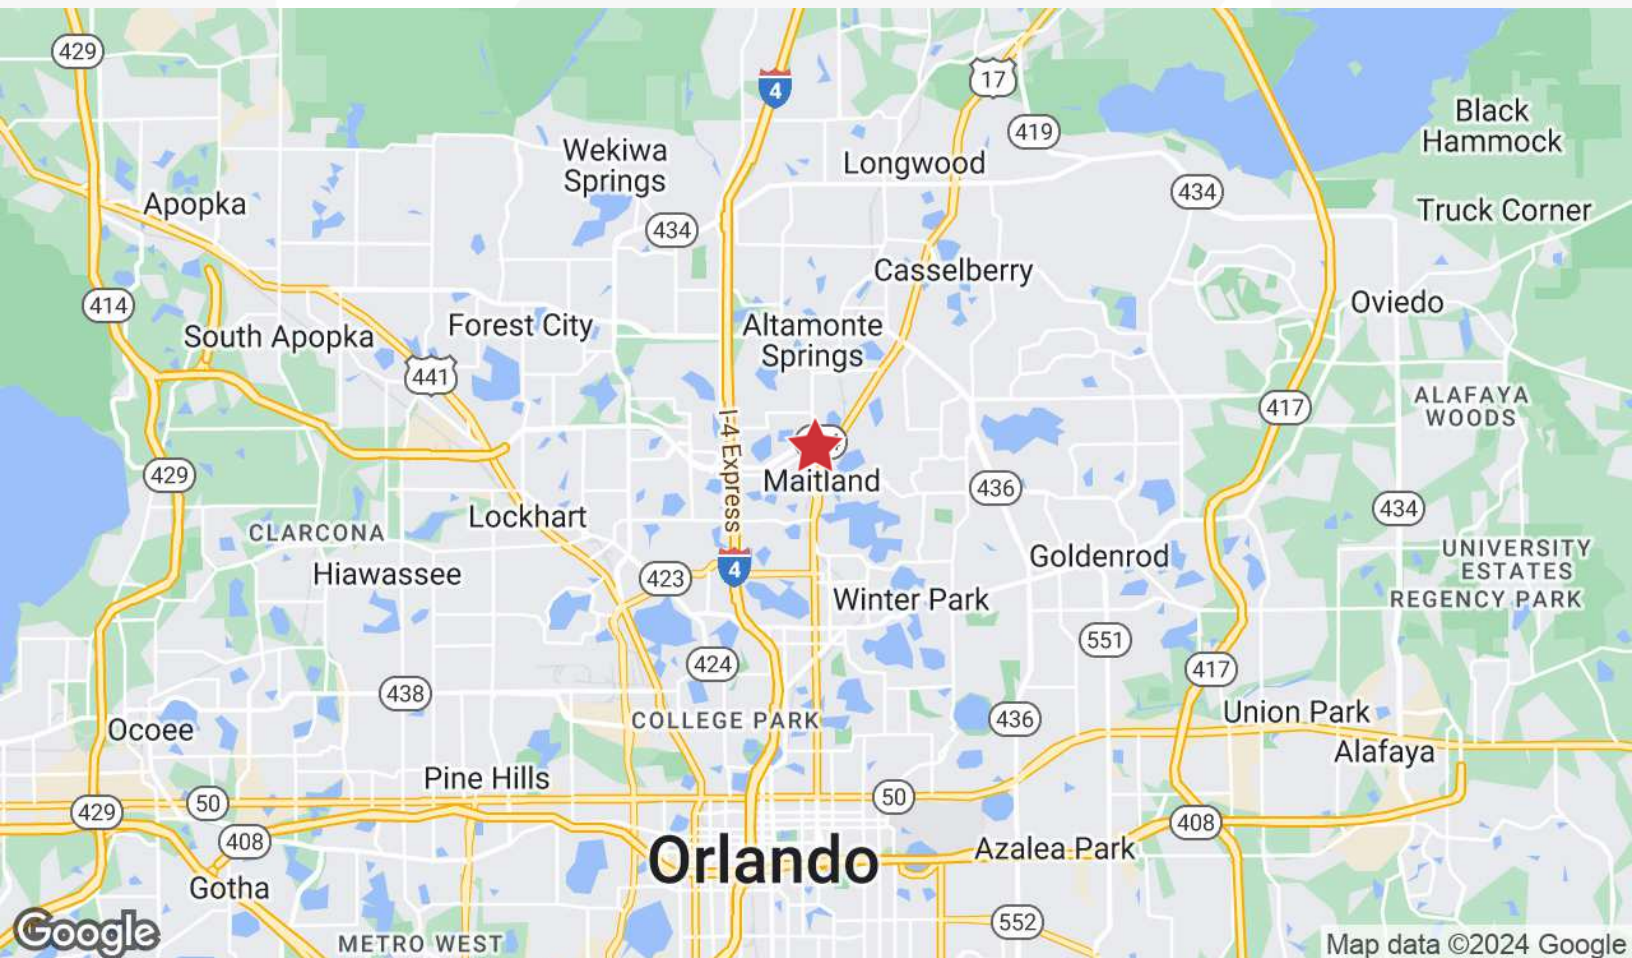 429
4
17
419
Black
Hammock
Wekiwa
Springs
Longwood
434
Apopka
Truck Corner
434
Casselberry
414
Oviedo
Altamonte
Springs
Forest City
South Apopka
441
417
ALAFAYA
WOODS
I-4 Express
429
Maitland
436
434
Lockhart
CLARCONA
UNIVERSITY
ESTATES
Goldenrod
Hiawassee
423
4
Winter Park
REGENCY PARK
551
424
417
438
COLLEGE PARK
436
Union Park
Ocoee
Alafaya
Pine Hills
50
50
429
408
408
Orlando
Azalea Park
Gotha
552
Google
METRO WEST
Map data ©2024 Google